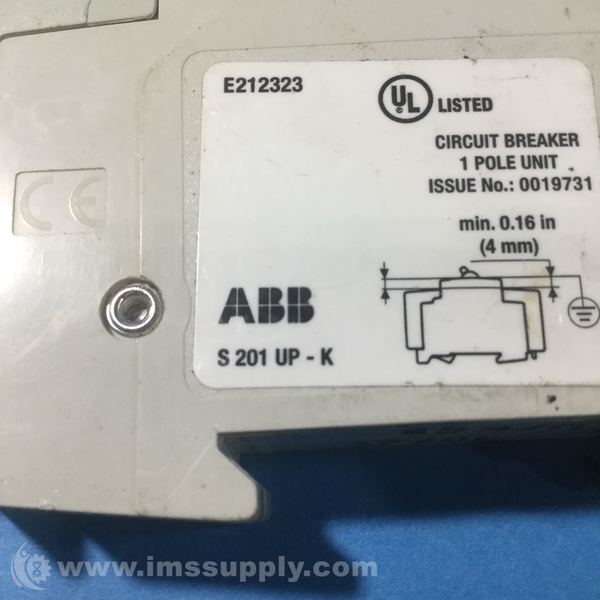 E212323
UL LISTED
CIRCUIT BREAKER
1 POLE UNIT
ISSUE No.: 0019731
min. 0.16 in
(4 mm)
CE
ABB
S 201 UP - K
www.imssupply.com